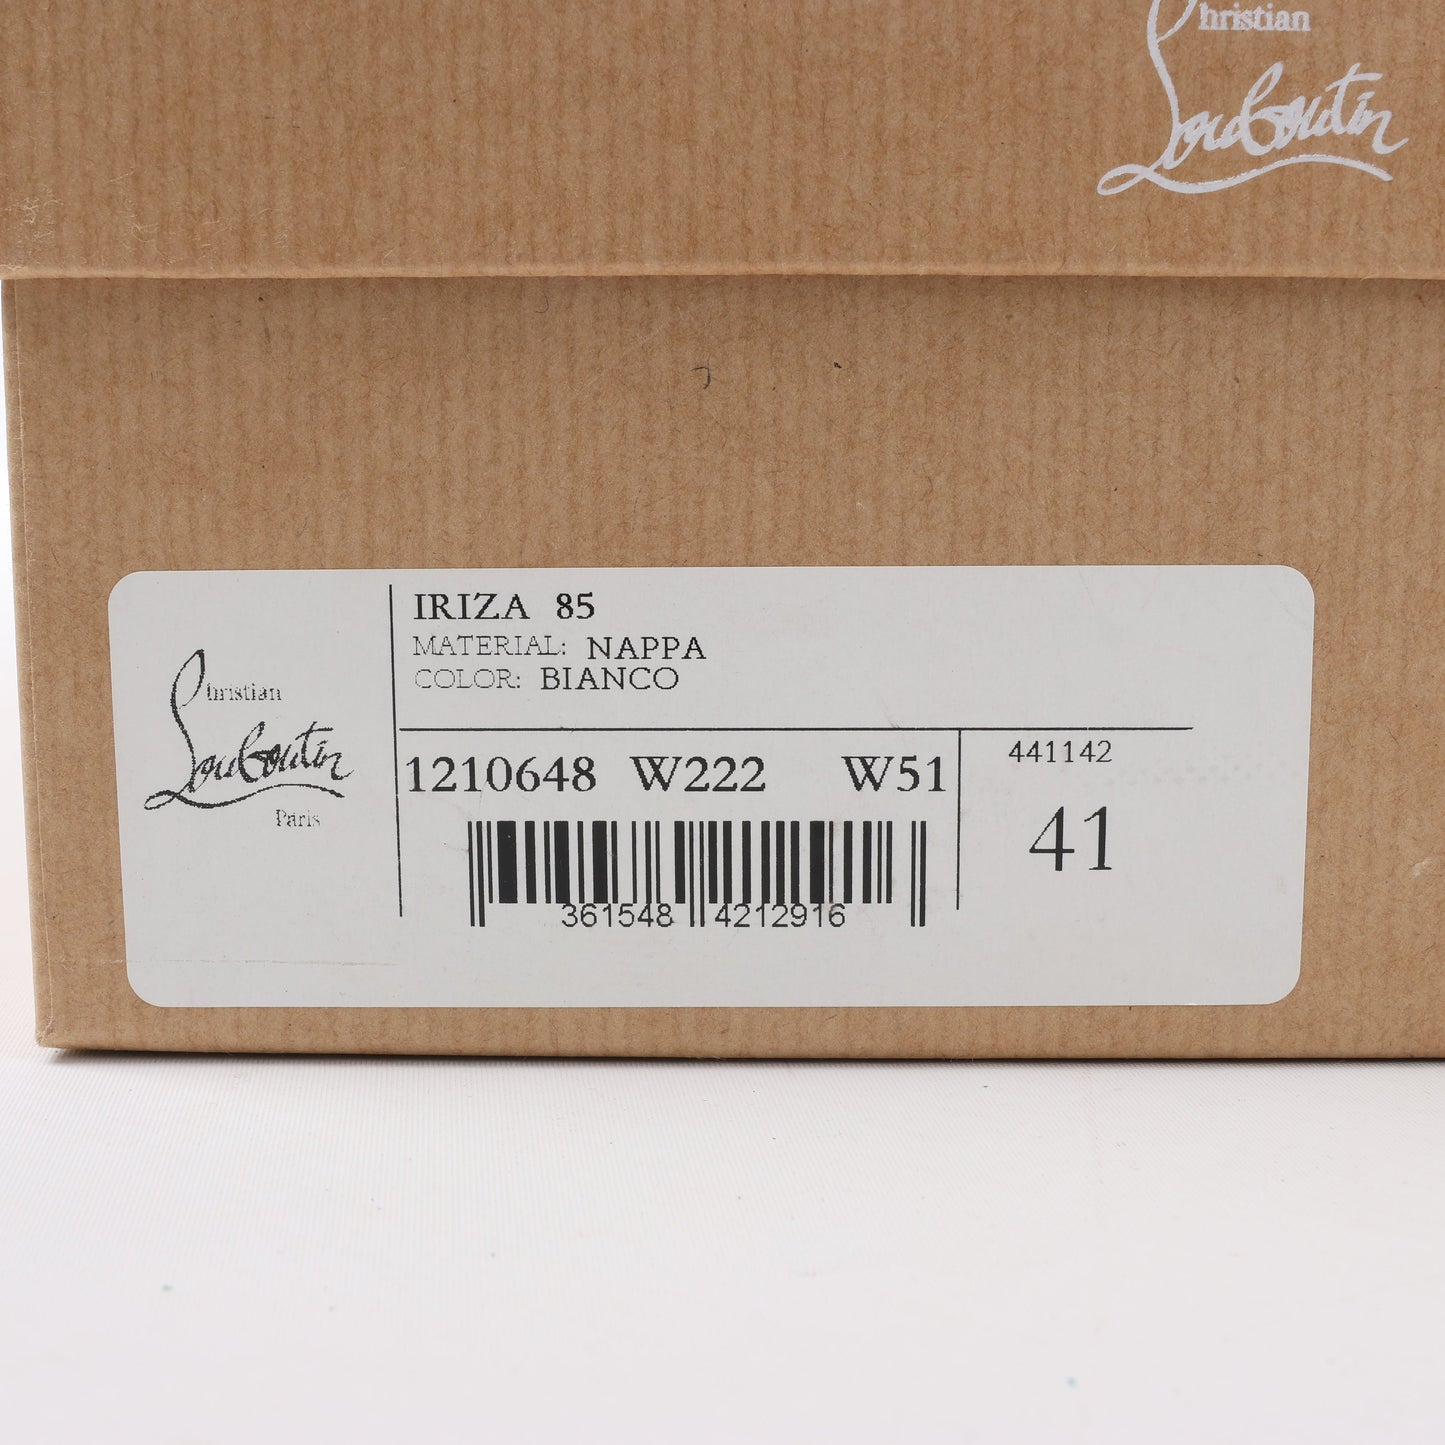 Christian
Louboutin
Christian
Louboutin
Paris
IRIZA 85
MATERIAL: NAPPA
COLOR: BIANCO
1210648 W222 W51
441142
41
361548 4212916